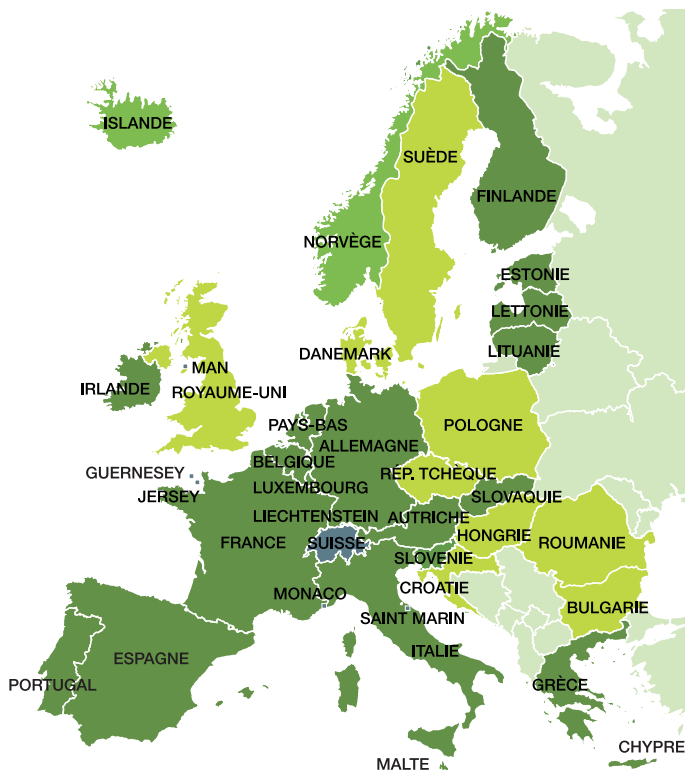 ISLANDE
SUÈDE
FINLANDE
NORVÈGE
ESTONIE
LETTONIE
LITUANIE
DANEMARK
MAN
IRLANDE
ROYAUME-UNI
PAYS-BAS
POLOGNE
ALLEMAGNE
BELGIQUE
GUERNESEY
RÉP. TCHÈQUE
JERSEY
LUXEMBOURG
SLOVAQUIE
LIECHTENSTEIN
AUTRICHE
HONGRIE
FRANCE
SUISSE
ROUMANIE
SLOVENIE
CROATIE
MONACO
BULGARIE
SAINT MARIN
ITALIE
ESPAGNE
PORTUGAL
GRÈCE
CHYPRE
MALTE